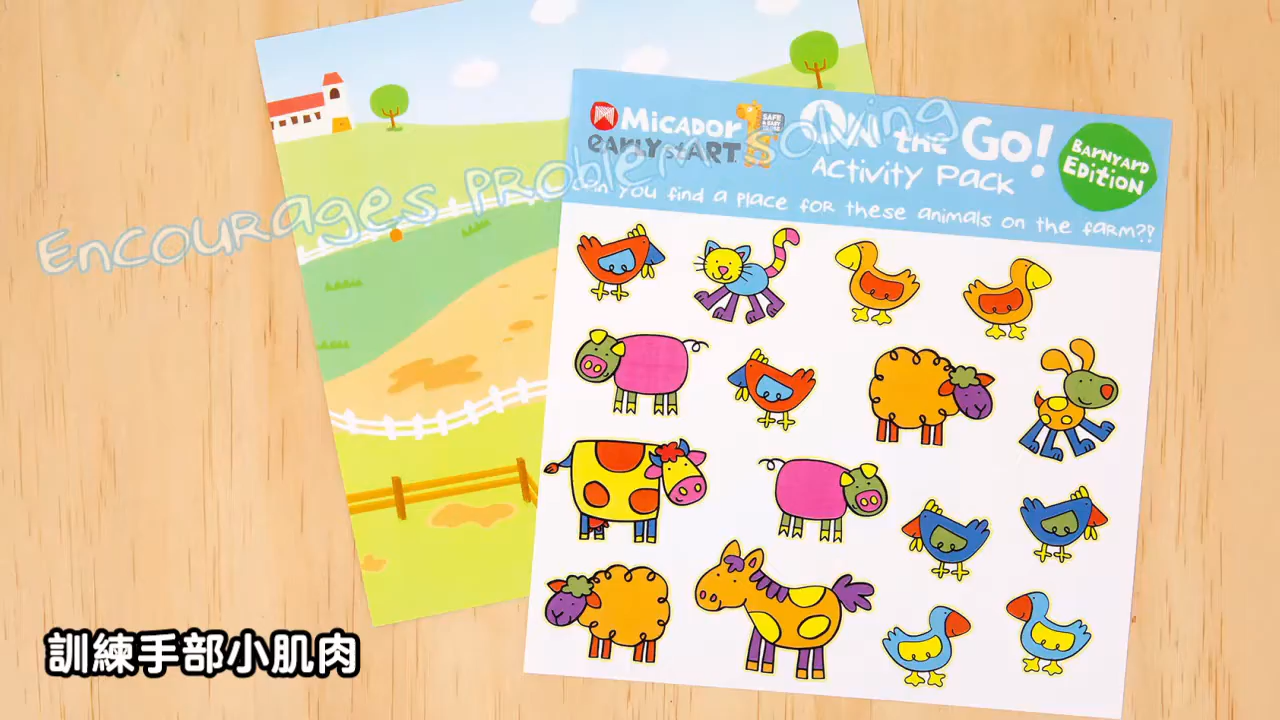 Encourages problem solving
Micador
early stART
SAFE
On the Go!
Activity Pack
Barnyard
Edition
Can you find a place for these animals on the farm?!
訓練手部小肌肉